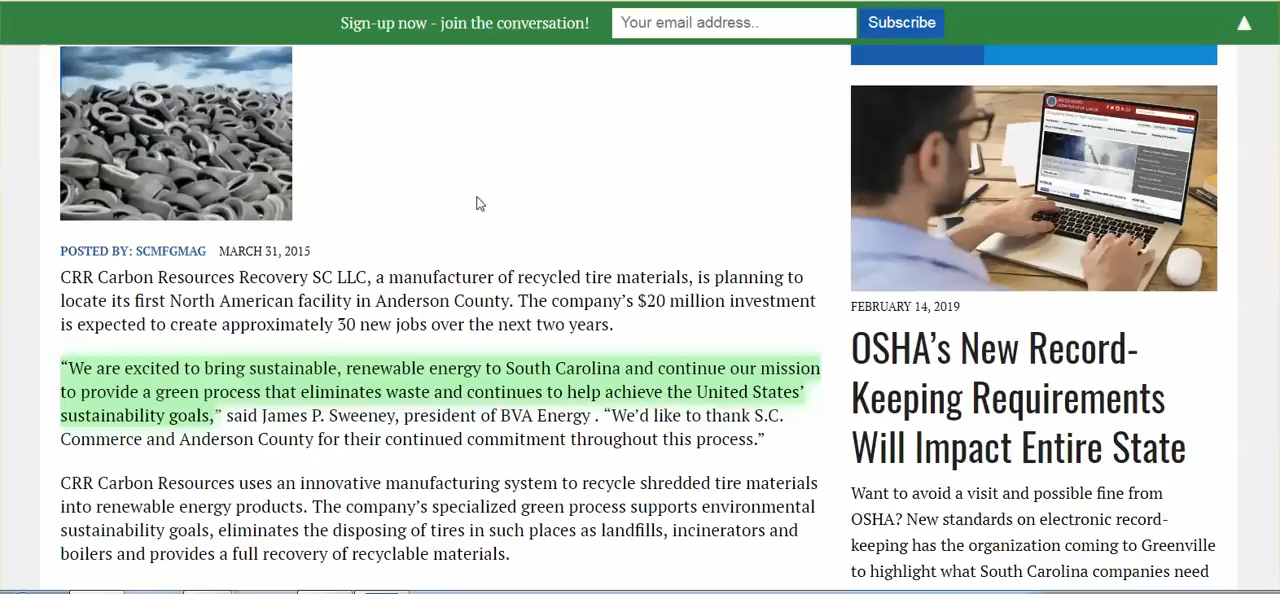 Sign-up now - join the conversation!
Your email address..
Subscribe
▲
POSTED BY: SCMFGMAG MARCH 31, 2015
CRR Carbon Resources Recovery SC LLC, a manufacturer of recycled tire materials, is planning to
locate its first North American facility in Anderson County. The company’s $20 million investment
is expected to create approximately 30 new jobs over the next two years.
“We are excited to bring sustainable, renewable energy to South Carolina and continue our mission
to provide a green process that eliminates waste and continues to help achieve the United States’
sustainability goals,” said James P. Sweeney, president of BVA Energy . “We’d like to thank S.C.
Commerce and Anderson County for their continued commitment throughout this process.”
CRR Carbon Resources uses an innovative manufacturing system to recycle shredded tire materials
into renewable energy products. The company’s specialized green process supports environmental
sustainability goals, eliminates the disposing of tires in such places as landfills, incinerators and
boilers and provides a full recovery of recyclable materials.
FEBRUARY 14, 2019
OSHA’s New Record-
Keeping Requirements
Will Impact Entire State
Want to avoid a visit and possible fine from
OSHA? New standards on electronic record-
keeping has the organization coming to Greenville
to highlight what South Carolina companies need